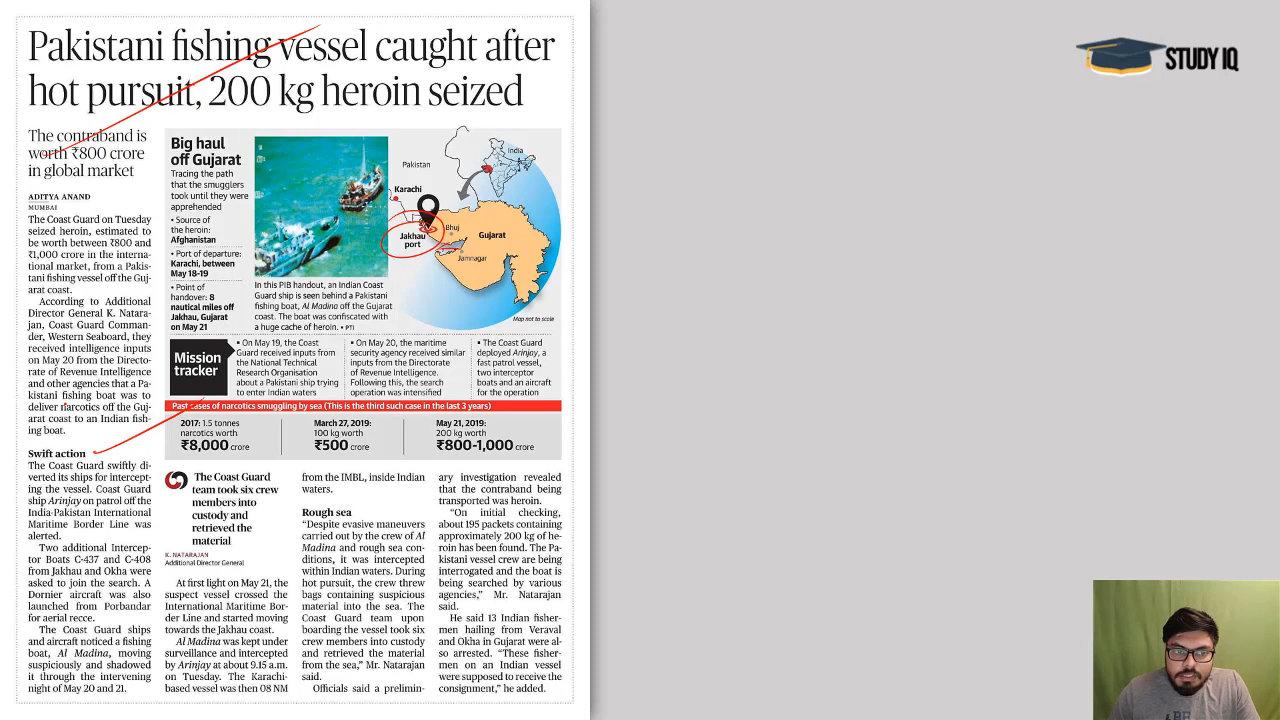 Pakistani fishing vessel caught after
hot pursuit, 200 kg heroin seized
The contraband is
worth ₹800 crore
in global market
ADITYA ANAND
MUMBAI
The Coast Guard on Tuesday
seized heroin, estimated to
be worth between ₹800 and
₹1,000 crore in the interna-
tional market, from a Pakis-
tani fishing vessel off the Guj-
arat coast.
According to Additional
Director General K. Natara-
jan, Coast Guard Comman-
der, Western Seaboard, they
received intelligence inputs
on May 20 from the Directo-
rate of Revenue Intelligence
and other agencies that a Pa-
kistani fishing boat was to
deliver narcotics off the Guj-
arat coast to an Indian fish-
ing boat.
Swift action
The Coast Guard swiftly di-
verted its ships for intercept-
ing the vessel. Coast Guard
ship Arinjay on patrol off the
India-Pakistan International
Maritime Border Line was
alerted.
Two additional Intercep-
tor Boats C-437 and C-408
from Jakhau and Okha were
asked to join the search. A
Dornier aircraft was also
launched from Porbandar
for aerial recce.
The Coast Guard ships
and aircraft noticed a fishing
boat, Al Madina, moving
suspiciously and shadowed
it through the intervening
night of May 20 and 21.
Big haul
off Gujarat
Tracing the path
that the smugglers
took until they were
apprehended
• Source of
the heroin:
Afghanistan
• Port of departure:
Karachi, between
May 18-19
• Point of
handover: 8
nautical miles off
Jakhau, Gujarat
on May 21
In this PIB handout, an Indian Coast
Guard ship is seen behind a Pakistani
fishing boat, Al Madina off the Gujarat
coast. The boat was confiscated with
a huge cache of heroin. • PTI
India
Pakistan
Karachi
Jakhau
port
Bhuj
Gujarat
Jamnagar
Map not to scale
Mission
tracker
• On May 19, the Coast
Guard received inputs from
the National Technical
Research Organisation
about a Pakistani ship trying
to enter Indian waters
• On May 20, the maritime
security agency received similar
inputs from the Directorate
of Revenue Intelligence.
Following this, the search
operation was intensified
• The Coast Guard
deployed Arinjay, a
fast patrol vessel,
two interceptor
boats and an aircraft
for the operation
Past cases of narcotics smuggling by sea (This is the third such case in the last 3 years)
2017: 1.5 tonnes
narcotics worth
₹8,000 crore
March 27, 2019:
100 kg worth
₹500 crore
May 21, 2019:
200 kg worth
₹800-1,000 crore
The Coast Guard
team took six crew
members into
custody and
retrieved the
material
K. NATARAJAN
Additional Director General
At first light on May 21, the
suspect vessel crossed the
International Maritime Bor-
der Line and started moving
towards the Jakhau coast.
Al Madina was kept under
surveillance and intercepted
by Arinjay at about 9.15 a.m.
on Tuesday. The Karachi-
based vessel was then 08 NM
from the IMBL, inside Indian
waters.
Rough sea
“Despite evasive maneuvers
carried out by the crew of Al
Madina and rough sea con-
ditions, it was intercepted
within Indian waters. During
hot pursuit, the crew threw
bags containing suspicious
material into the sea. The
Coast Guard team upon
boarding the vessel took six
crew members into custody
and retrieved the material
from the sea,” Mr. Natarajan
said.
Officials said a prelimin-
ary investigation revealed
that the contraband being
transported was heroin.
“On initial checking,
about 195 packets containing
approximately 200 kg of he-
roin has been found. The Pa-
kistani vessel crew are being
interrogated and the boat is
being searched by various
agencies,” Mr. Natarajan
said.
He said 13 Indian fisher-
men hailing from Veraval
and Okha in Gujarat were al-
so arrested. “These fisher-
men on an Indian vessel
were supposed to receive the
consignment,” he added.
STUDY IQ